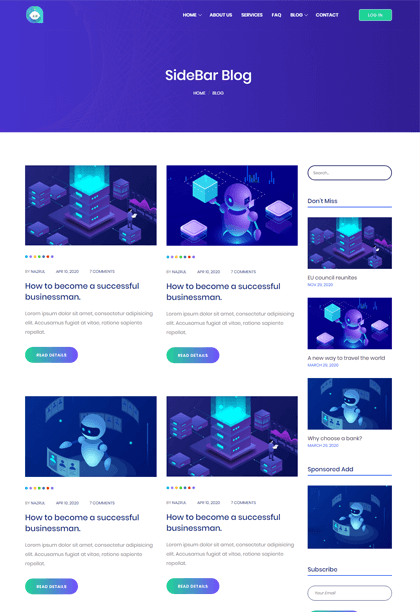 HOME ABOUT US SERVICES FAQ BLOG CONTACT LOG IN
SideBar Blog
HOME / BLOG
BY NAZRUL APR 10, 2020 7 COMMENTS
How to become a successful
businessman.
Lorem ipsum dolor sit amet, consectetur adipisicing
elit. Accusamus fugiat at vitae, ratione sapiente
repellat.
READ DETAILS
BY NAZRUL APR 10, 2020 7 COMMENTS
How to become a successful
businessman.
Lorem ipsum dolor sit amet, consectetur adipisicing
elit. Accusamus fugiat at vitae, ratione sapiente
repellat.
READ DETAILS
BY NAZRUL APR 10, 2020 7 COMMENTS
How to become a successful
businessman.
Lorem ipsum dolor sit amet, consectetur adipisicing
elit. Accusamus fugiat at vitae, ratione sapiente
repellat.
READ DETAILS
BY NAZRUL APR 10, 2020 7 COMMENTS
How to become a successful
businessman.
Lorem ipsum dolor sit amet, consectetur adipisicing
elit. Accusamus fugiat at vitae, ratione sapiente
repellat.
READ DETAILS
Search...
Don't Miss
EU council reunites
NOV 29, 2020
A new way to travel the world
MARCH 29, 2020
Why choose a bank?
MARCH 29, 2020
Sponsored Add
Subscribe
Your Email